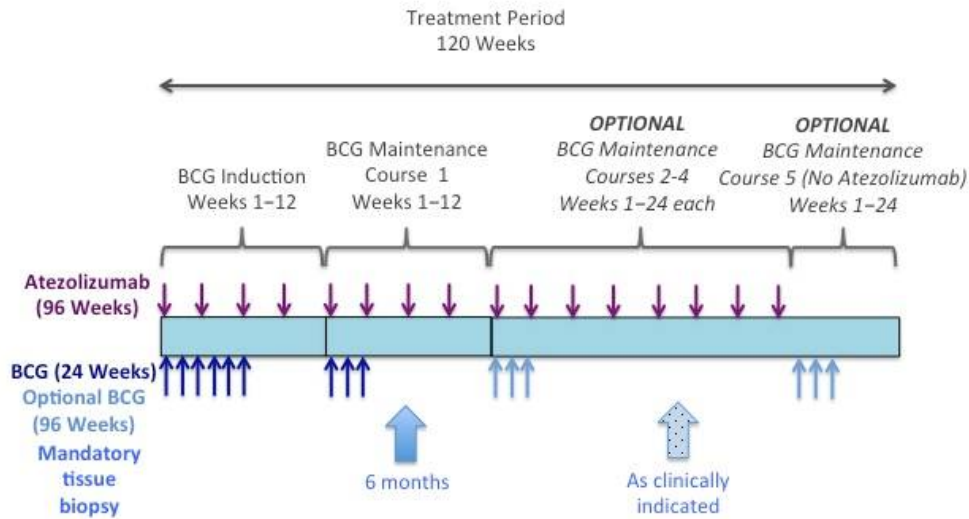 Treatment Period
120 Weeks
BCG Induction
Weeks 1–12
BCG Maintenance
Course 1
Weeks 1–12
OPTIONAL
BCG Maintenance
Courses 2-4
Weeks 1–24 each
OPTIONAL
BCG Maintenance
Course 5 (No Atezolizumab)
Weeks 1–24
Atezolizumab
(96 Weeks)
BCG (24 Weeks)
Optional BCG
(96 Weeks)
Mandatory
tissue
biopsy
6 months
As clinically
indicated